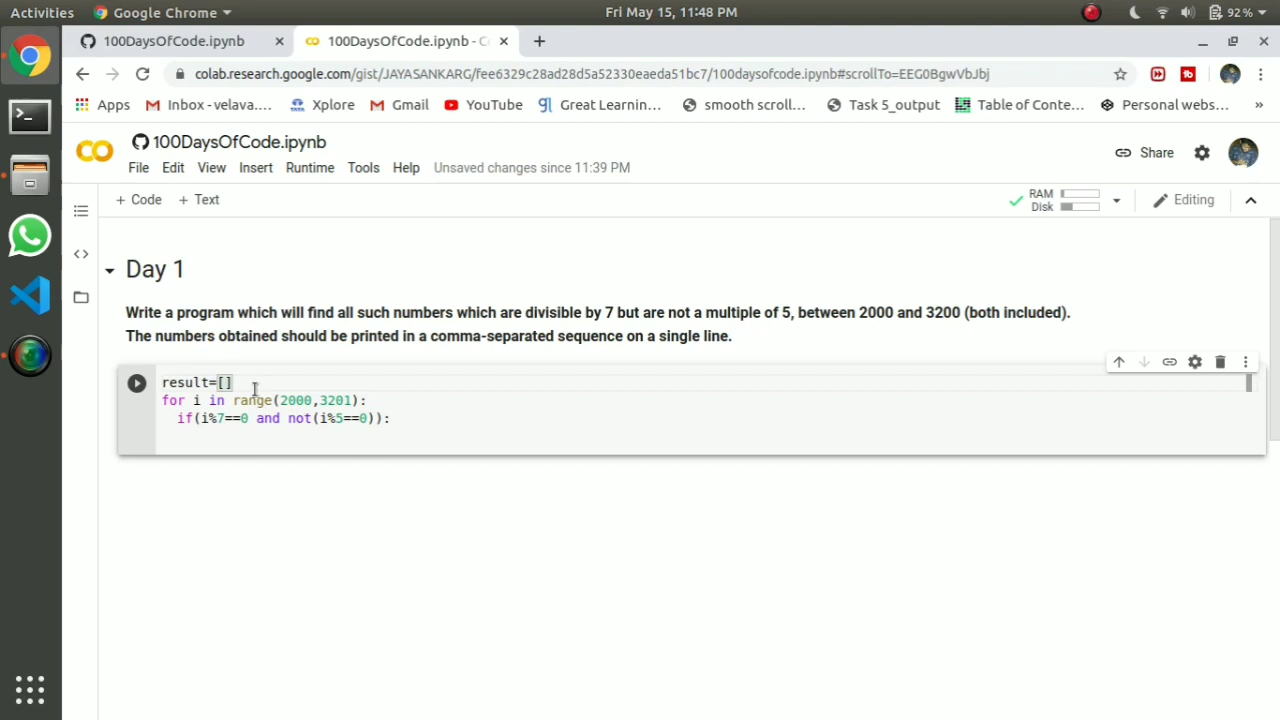 Activities Google Chrome Fri May 15, 11:48 PM 92%
100DaysOfCode.ipynb 100DaysOfCode.ipynb - C
colab.research.google.com/gist/JAYASANKARG/fee6329c28ad28d5a52330eaeda51bc7/100daysofcode.ipynb#scrollTo=EEG0BgwVbJbj
Apps Inbox - velava.... Xplore Gmail YouTube Great Learnin... smooth scroll... Task 5_output Table of Conte... Personal webs... »
100DaysOfCode.ipynb
Share
File Edit View Insert Runtime Tools Help Unsaved changes since 11:39 PM
+ Code + Text RAM Disk Editing
Day 1
Write a program which will find all such numbers which are divisible by 7 but are not a multiple of 5, between 2000 and 3200 (both included).
The numbers obtained should be printed in a comma-separated sequence on a single line.
result=[]
for i in range(2000,3201):
if(i%7==0 and not(i%5==0)):